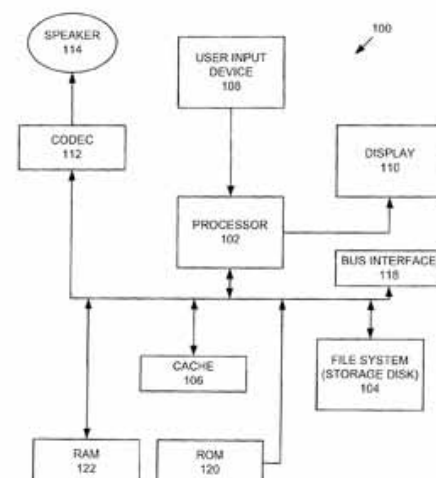 SPEAKER
114
100
USER INPUT
DEVICE
108
CODEC
112
DISPLAY
110
PROCESSOR
102
BUS INTERFACE
118
CACHE
106
FILE SYSTEM
(STORAGE DISK)
104
RAM
122
ROM
120